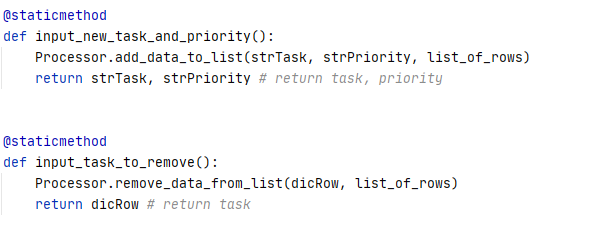 @staticmethod
def input_new_task_and_priority():
    Processor.add_data_to_list(strTask, strPriority, list_of_rows)
    return strTask, strPriority # return task, priority
@staticmethod
def input_task_to_remove():
    Processor.remove_data_from_list(dicRow, list_of_rows)
    return dicRow # return task